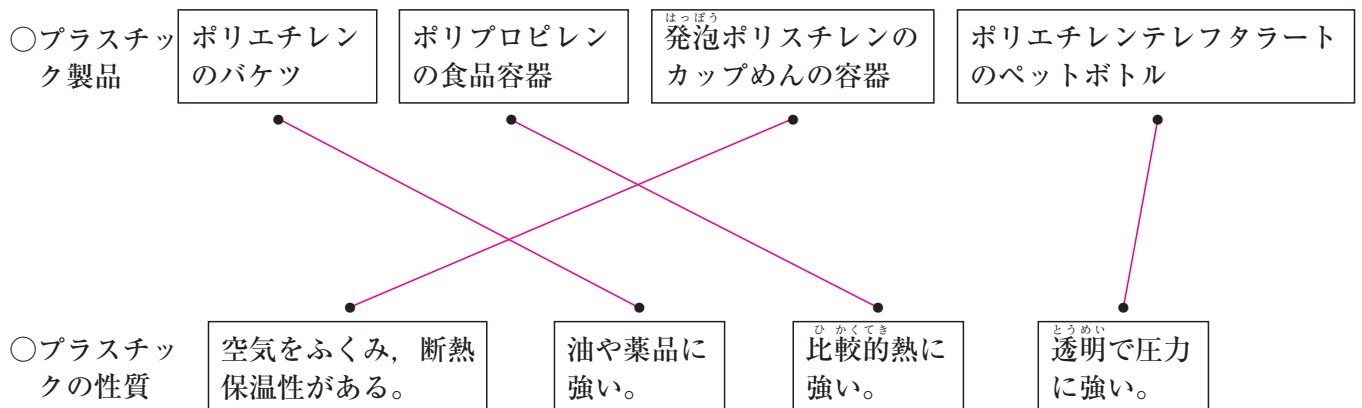 ○プラスチッ
ク製品
ポリエチレン
のバケツ
ポリプロピレン
の食品容器
はっぽう
発泡ポリスチレンの
カップめんの容器
ポリエチレンテレフタラート
のペットボトル
○プラスチッ
クの性質
空気をふくみ，断熱
保温性がある。
油や薬品に
強い。
ひかくてき
比較的熱に
強い。
とうめい
透明で圧力
に強い。